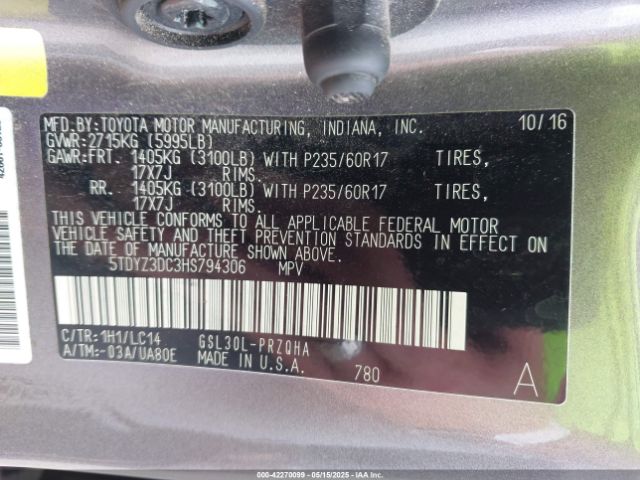 MFD.BY:TOYOTA MOTOR MANUFACTURING, INDIANA, INC. 10/16
GVWR:2715KG (5995LB)
GAWR:FRT. 1405KG (3100LB) WITH P235/60R17 TIRES,
17X7J RIMS.
RR. 1405KG (3100LB) WITH P235/60R17 TIRES,
17X7J RIMS.
THIS VEHICLE CONFORMS TO ALL APPLICABLE FEDERAL MOTOR
VEHICLE SAFETY AND THEFT PREVENTION STANDARDS IN EFFECT ON
THE DATE OF MANUFACTURE SHOWN ABOVE.
5TDYZ3DC3HS794306 MPV
C/TR:1H1/LC14 GSL30L-PRZQHA
A/TM:-03A/UA80E MADE IN U.S.A. 780 A
000-42270099 - 05/15/2025 - IAAI.COM